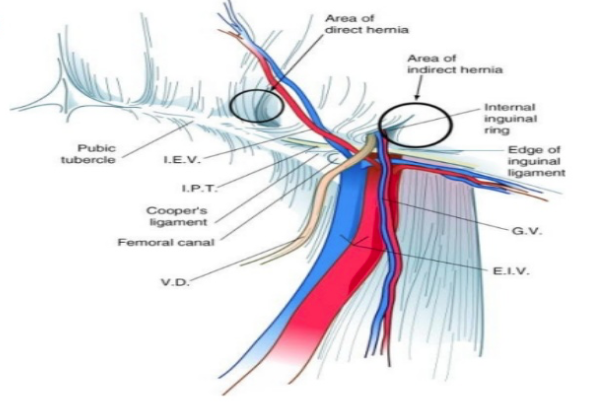 Area of
direct hernia
Area of
indirect hernia
Internal
inguinal
ring
Edge of
inguinal
ligament
G.V.
E.I.V.
Pubic
tubercle
I.E.V.
I.P.T.
Cooper's
ligament
Femoral canal
V.D.